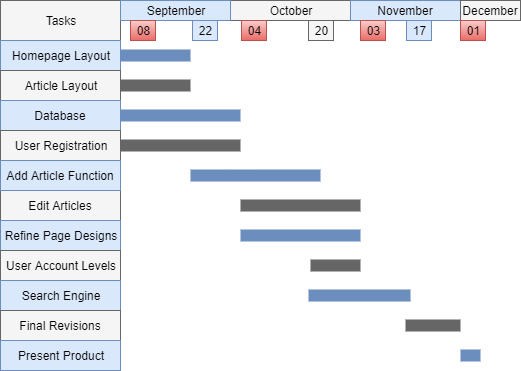 Tasks
September October November December
08 22 04 20 03 17 01
Homepage Layout
Article Layout
Database
User Registration
Add Article Function
Edit Articles
Refine Page Designs
User Account Levels
Search Engine
Final Revisions
Present Product